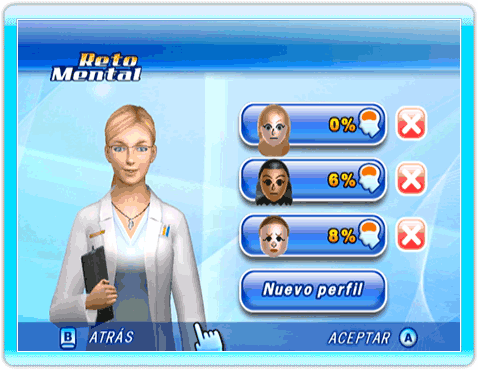 Reto
Mental
0%
6%
8%
Nuevo perfil
B ATRÁS
ACEPTAR A